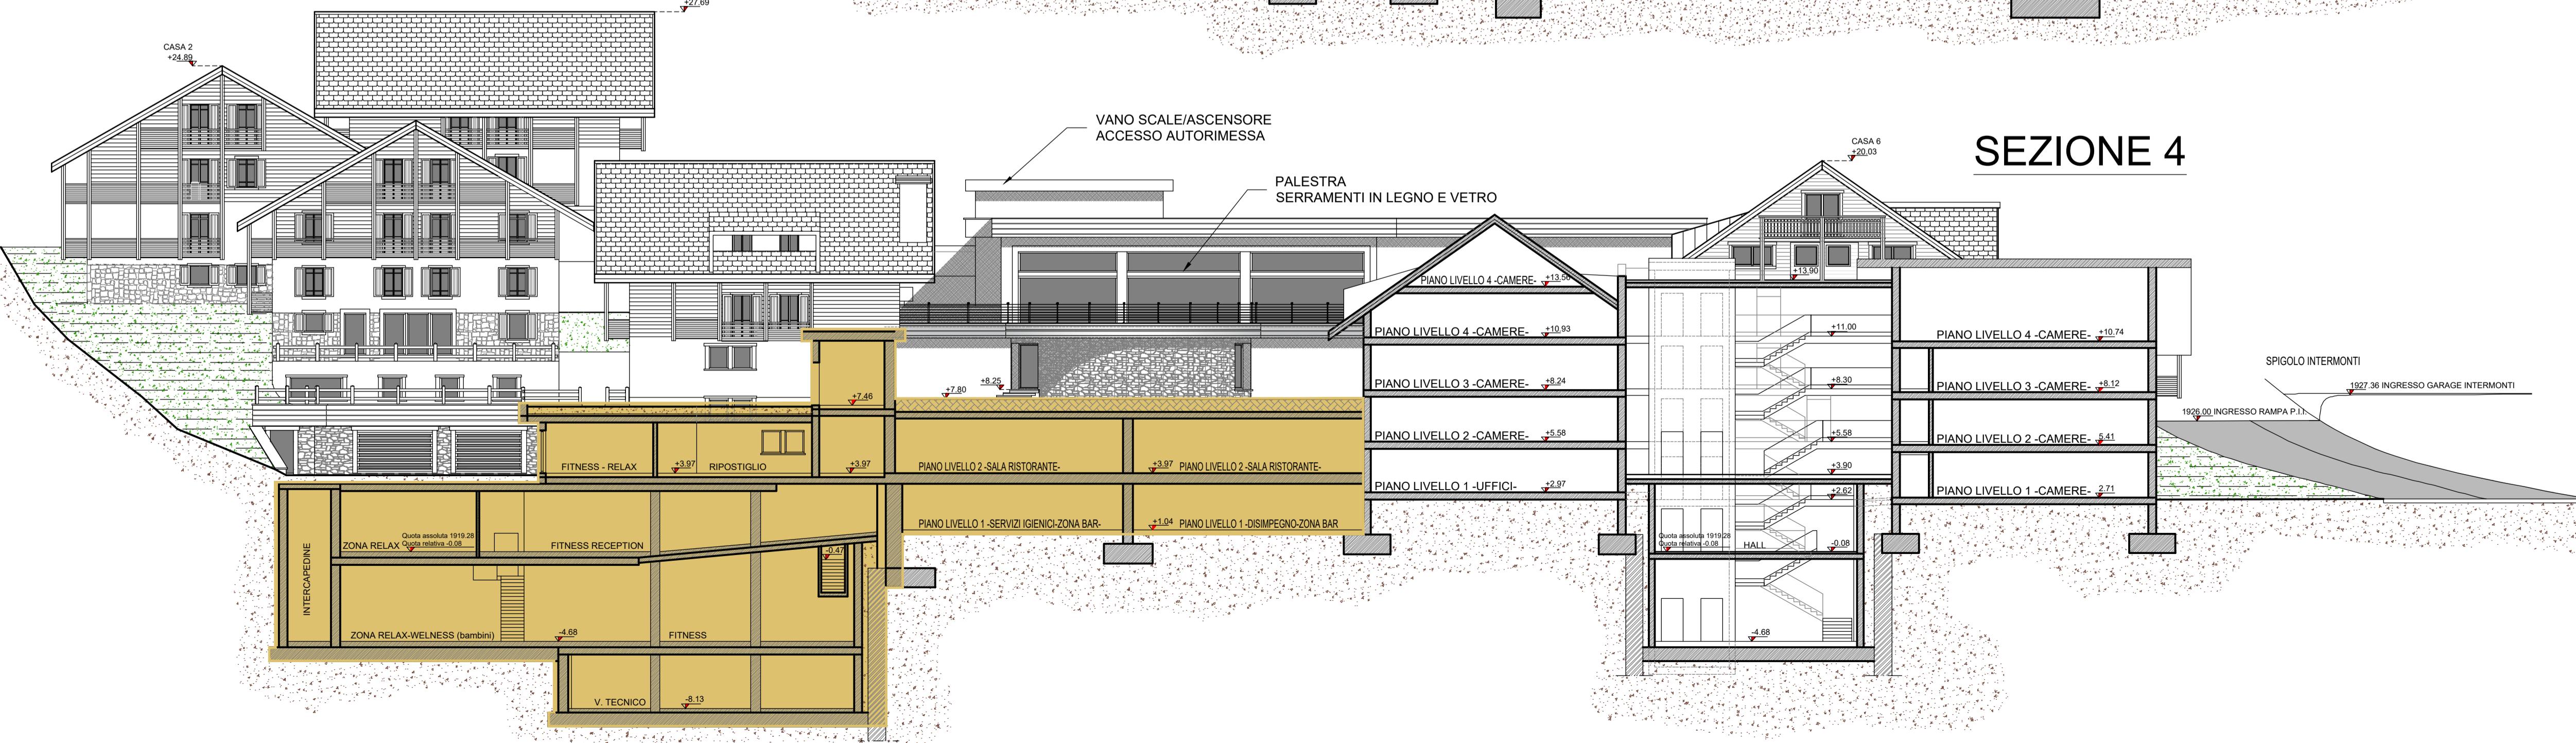 +27.69
CASA 2
+24.89
VANO SCALE/ASCENSORE
ACCESSO AUTORIMESSA
PALESTRA
SERRAMENTI IN LEGNO E VETRO
CASA 6
+20.03
SEZIONE 4
+13.90
PIANO LIVELLO 4 -CAMERE- +13.56
PIANO LIVELLO 4 -CAMERE- +10.93
+11.00
PIANO LIVELLO 4 -CAMERE- +10.74
SPIGOLO INTERMONTI
+7.80
+8.25
PIANO LIVELLO 3 -CAMERE- +8.24
+8.30
PIANO LIVELLO 3 -CAMERE- +8.12
1927.36 INGRESSO GARAGE INTERMONTI
+7.46
1926.00 INGRESSO RAMPA P.I.I.
PIANO LIVELLO 2 -CAMERE- +5.58
+5.58
PIANO LIVELLO 2 -CAMERE- 5.41
FITNESS - RELAX
+3.97
RIPOSTIGLIO
+3.97
PIANO LIVELLO 2 -SALA RISTORANTE-
+3.97
PIANO LIVELLO 2 -SALA RISTORANTE-
+3.90
PIANO LIVELLO 1 -UFFICI- +2.97
+2.62
PIANO LIVELLO 1 -CAMERE- 2.71
PIANO LIVELLO 1 -SERVIZI IGIENICI-ZONA BAR-
+1.04
PIANO LIVELLO 1 -DISIMPEGNO-ZONA BAR
INTERCAPEDINE
ZONA RELAX
Quota assoluta 1919.28
Quota relativa -0.08
FITNESS RECEPTION
-0.47
Quota assoluta 1919.28
Quota relativa -0.08
HALL
-0.08
ZONA RELAX-WELNESS (bambini)
-4.68
FITNESS
-4.68
V. TECNICO
-8.13